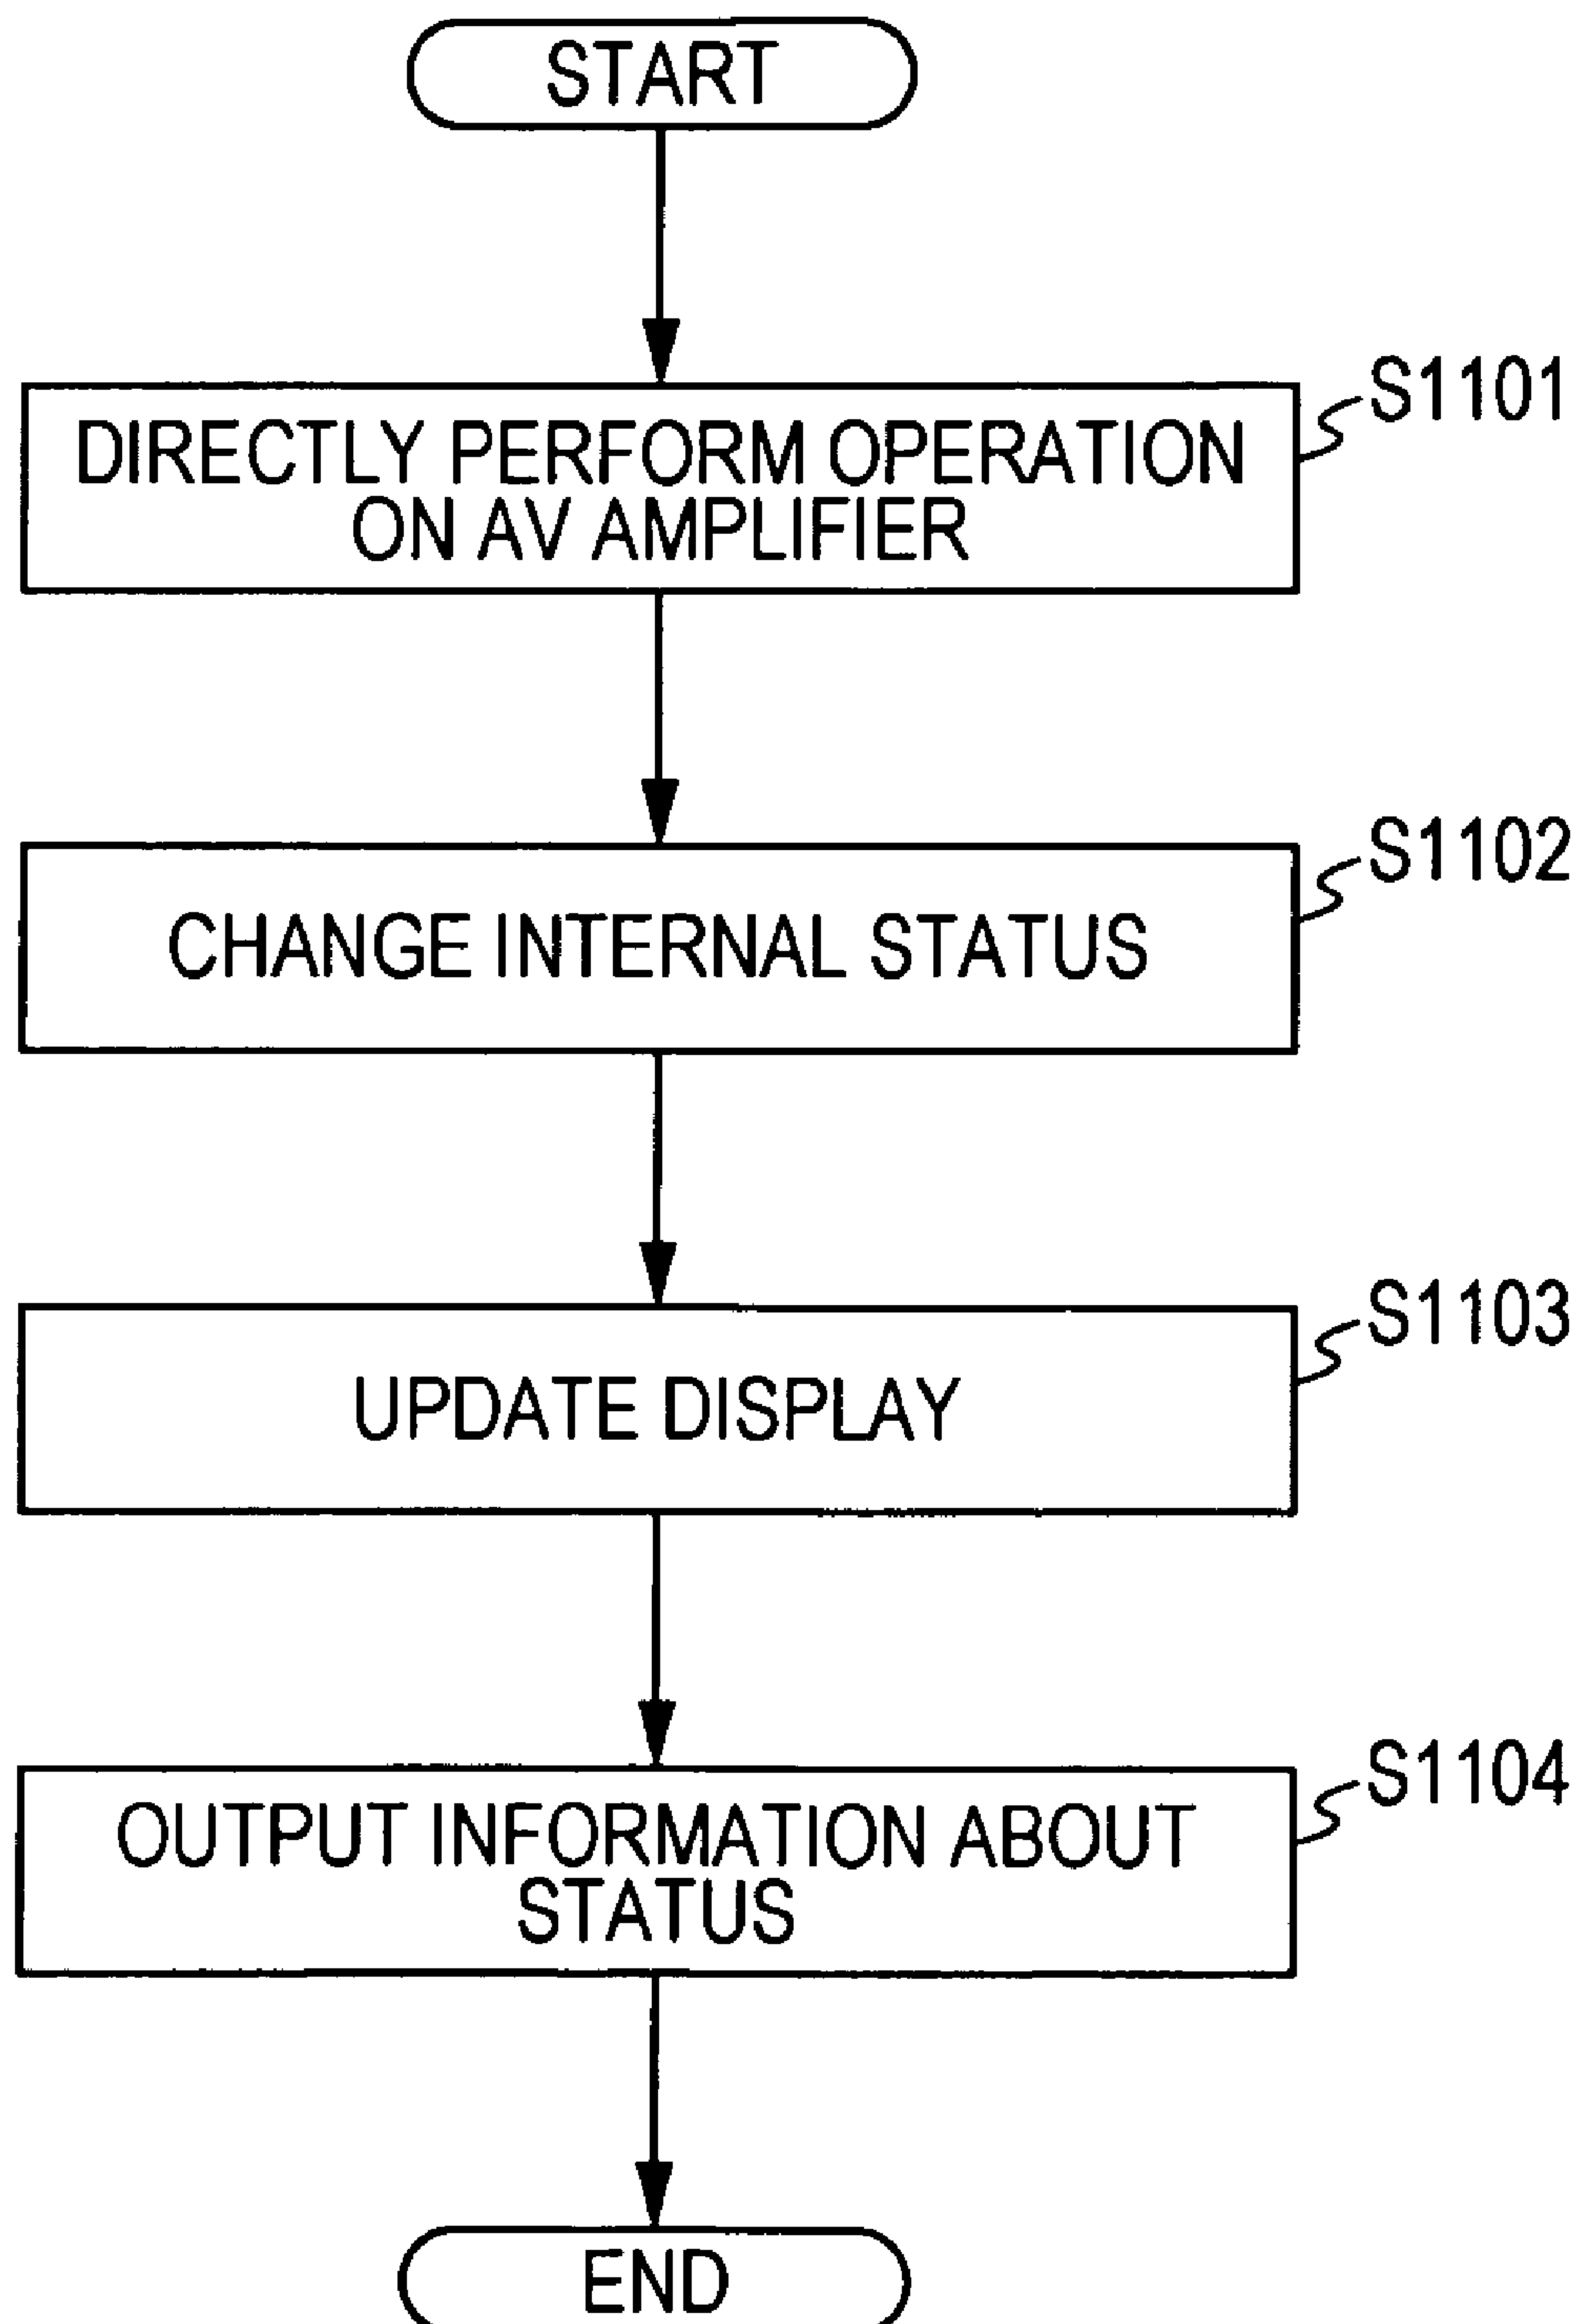 START
S1101
DIRECTLY PERFORM OPERATION
ON AV AMPLIFIER
S1102
CHANGE INTERNAL STATUS
S1103
UPDATE DISPLAY
S1104
OUTPUT INFORMATION ABOUT
STATUS
END